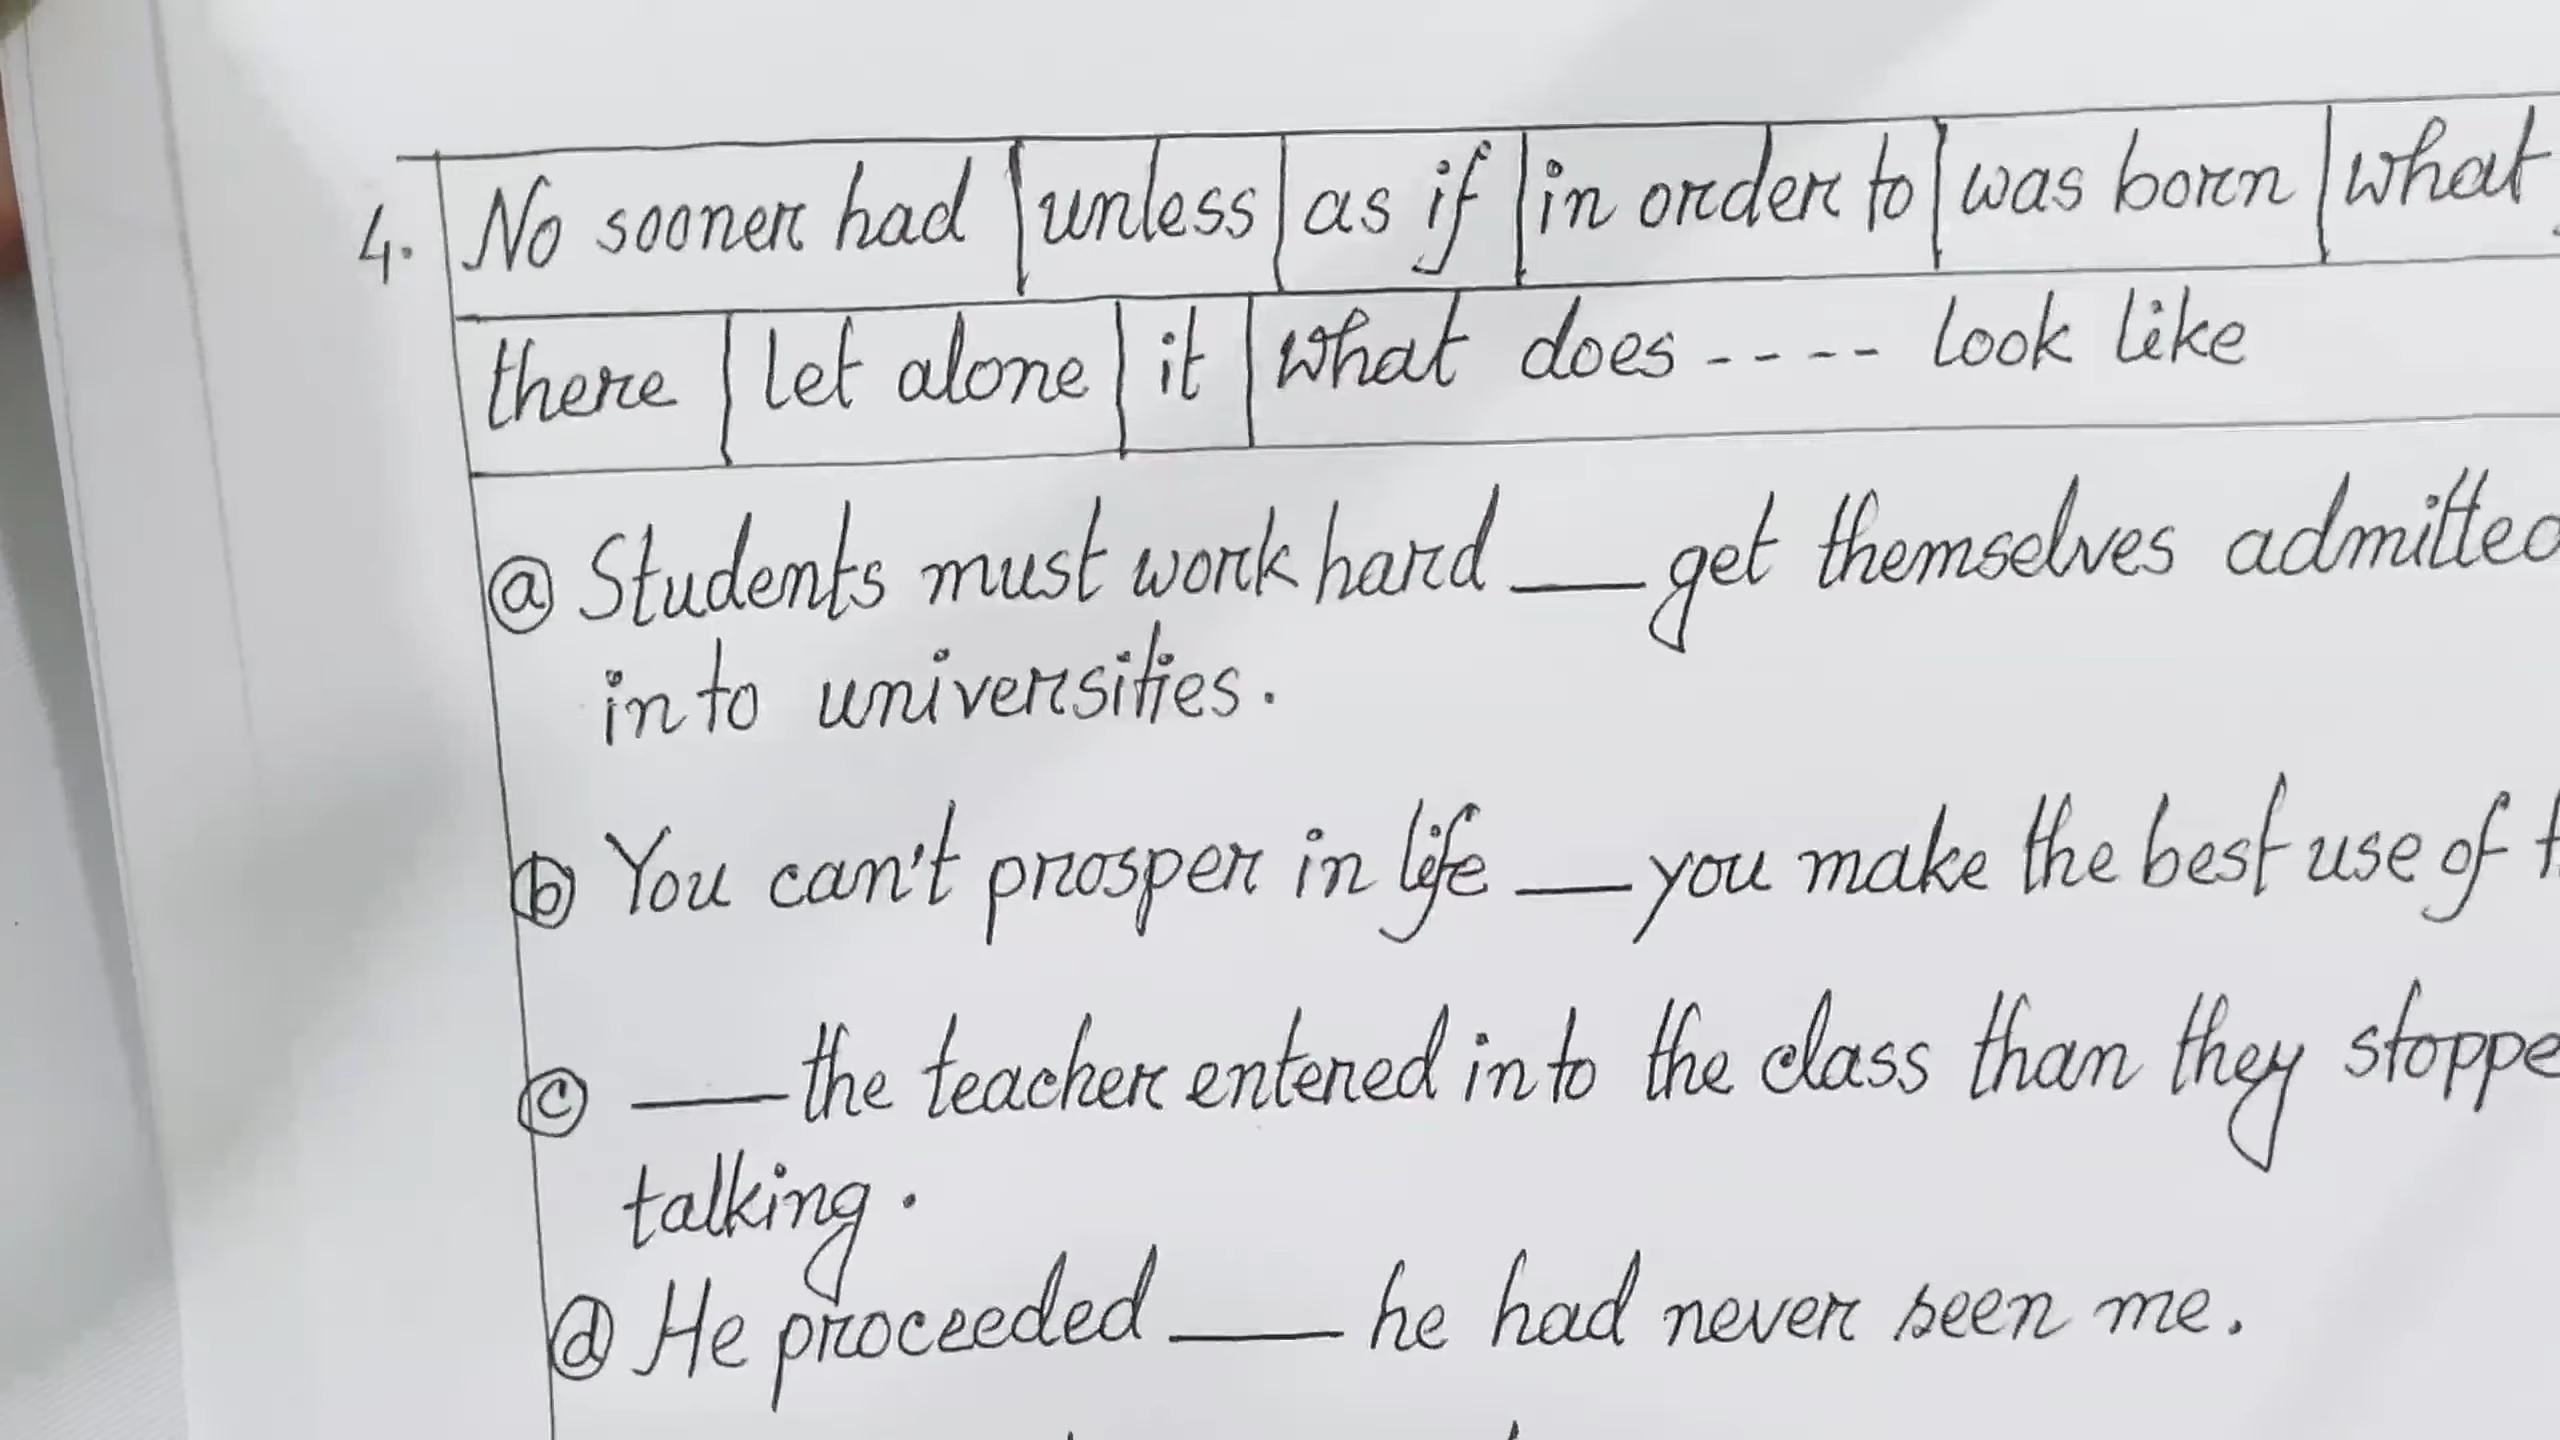 4. No sooner had | unless | as if | in order to | was born | what
there | let alone | it | what does ---- look like
ⓐ Students must work hard ___ get themselves admitted
into universities.
ⓑ You can't prosper in life ___ you make the best use of
ⓒ ___ the teacher entered into the class than they stoppe
talking.
ⓓ He proceeded ___ he had never seen me.